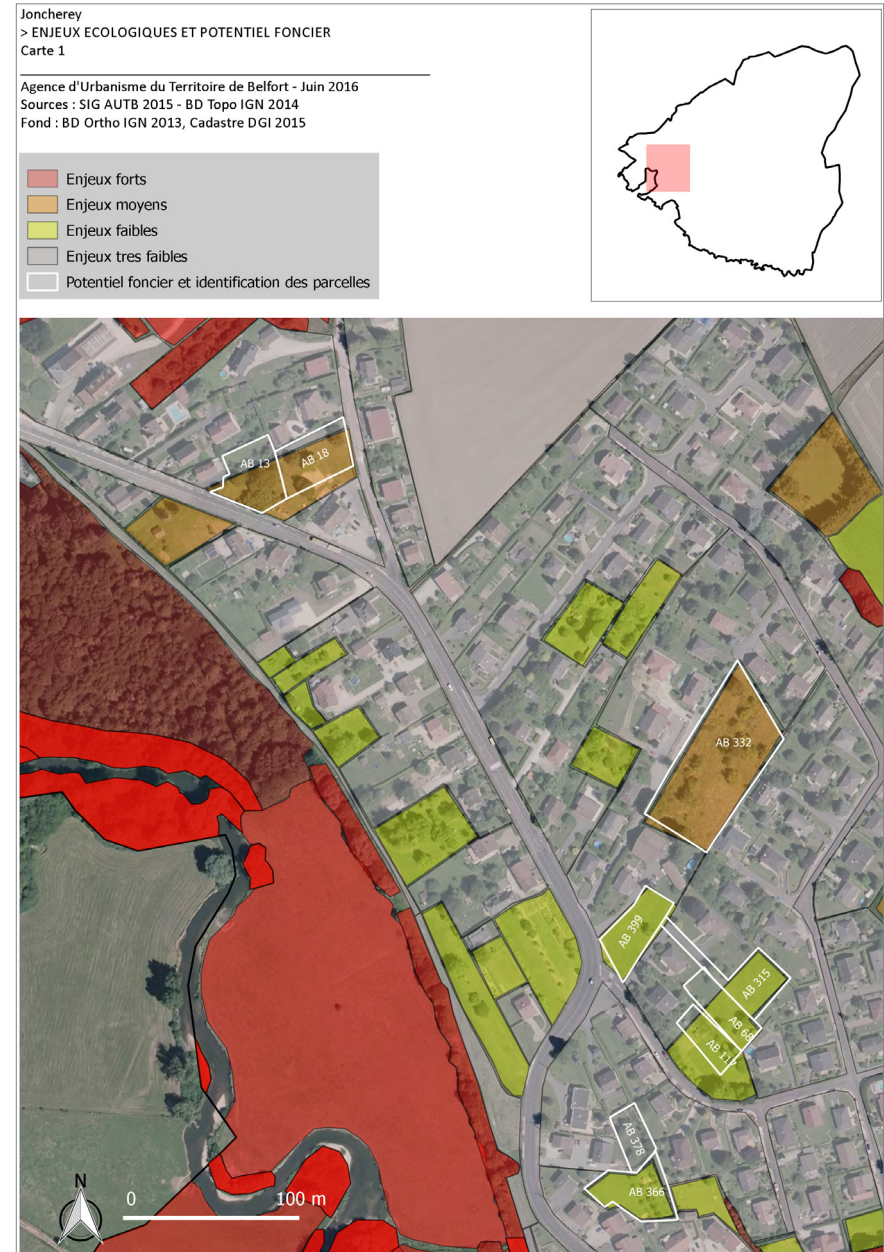 Joncherey
> ENJEUX ECOLOGIQUES ET POTENTIEL FONCIER
Carte 1
Agence d'Urbanisme du Territoire de Belfort - Juin 2016
Sources : SIG AUTB 2015 - BD Topo IGN 2014
Fond : BD Ortho IGN 2013, Cadastre DGI 2015
Enjeux forts
Enjeux moyens
Enjeux faibles
Enjeux tres faibles
Potentiel foncier et identification des parcelles
AB 13
AB 18
AB 332
AB 399
AB 315
AB 68
AB 117
AB 378
AB 366
N
0 100 m